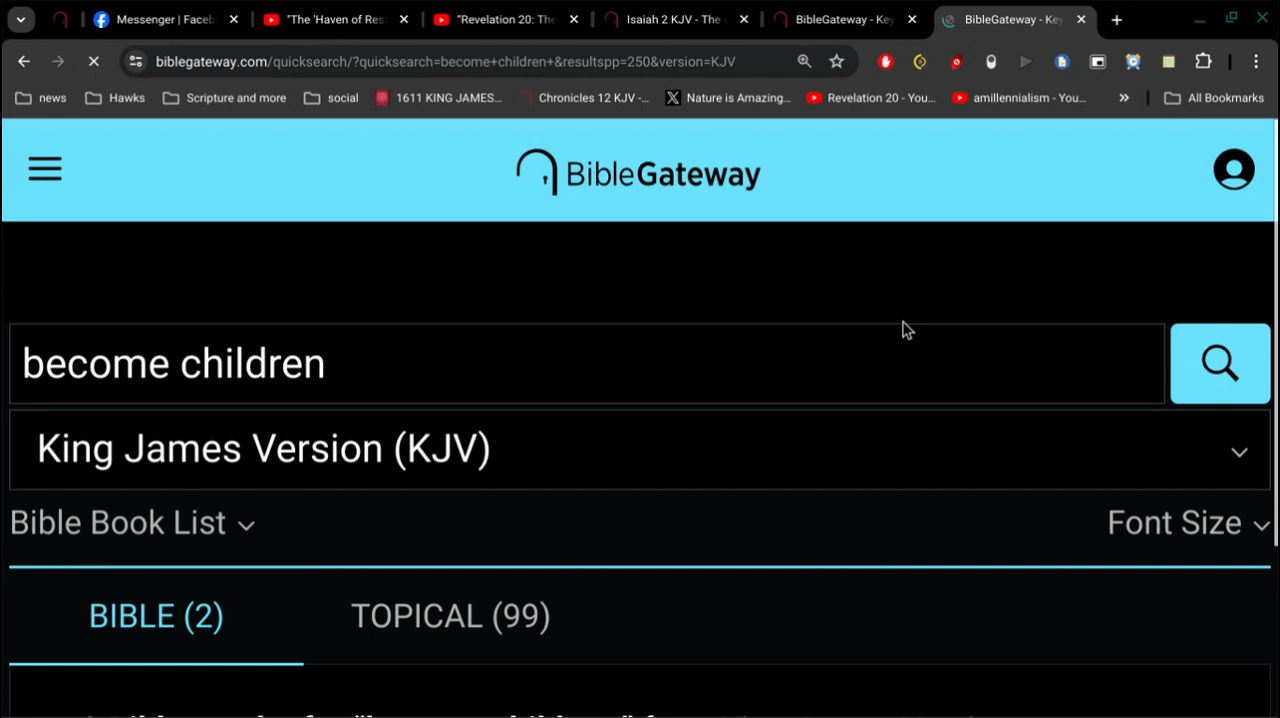 Messenger | Faceb
"The 'Haven of Res
"Revelation 20: The
Isaiah 2 KJV - The
BibleGateway - Key
BibleGateway - Key
biblegateway.com/quicksearch/?quicksearch=become+children+&resultspp=250&version=KJV
news
Hawks
Scripture and more
social
1611 KING JAMES...
Chronicles 12 KJV -...
Nature is Amazing...
Revelation 20 - You...
amillennialism - You...
All Bookmarks
BibleGateway
become children
King James Version (KJV)
Bible Book List
Font Size
BIBLE (2)
TOPICAL (99)